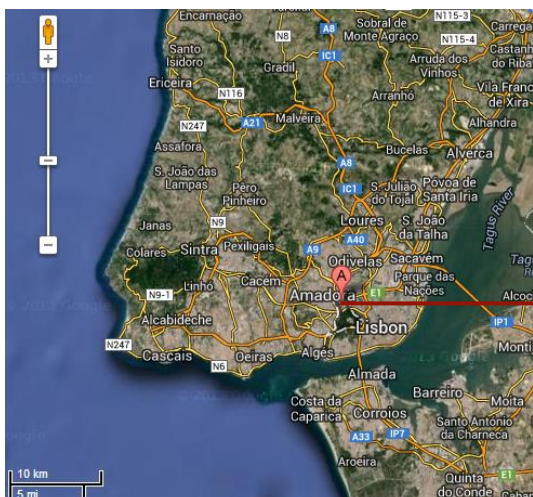 Encarnação
N8
A8
Sobral de
Monte Agraço
N115-3
Carrega
N115-4
Castanh
do Ribat
Santo
Isidoro
IC1
Gradil
Arruda dos
Vinhos
Ericeira
N116
Arranhó
Vila Franc
de Xira
N247
A21
Malveira
Alhandra
Assafora
A8
Bucelas
Alverca
S. João das
Lampas
Pero
Pinheiro
IC1
S. Julião
do Tojal
Póvoa de
Santa Iria
Janas
N9
Loures
S. João
da Talha
Tagus River
Colares
Sintra
Pexiligais
A9
A40
Odivelas
Sacavém
Linhó
Cacém
A
Parque das
Nações
N9-1
Amadora
E1
Alcoc
Alcabideche
Lisbon
IP1
N247
Cascais
Oeiras
Algés
Montij
N6
Almada
Costa da
Caparica
Corroios
Barreiro
Moita
A33
IP7
Santo António
da Charneca
Aroeira
10 km
5 mi
Quinta
do Conde
E1
Cabar